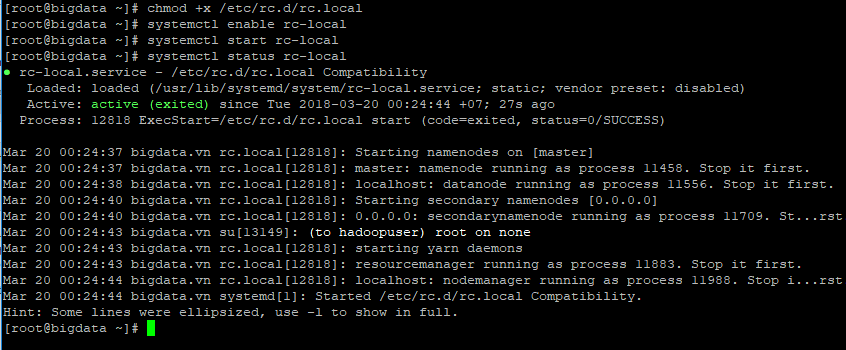 [root@bigdata ~]# chmod +x /etc/rc.d/rc.local
[root@bigdata ~]# systemctl enable rc-local
[root@bigdata ~]# systemctl start rc-local
[root@bigdata ~]# systemctl status rc-local
● rc-local.service - /etc/rc.d/rc.local Compatibility
Loaded: loaded (/usr/lib/systemd/system/rc-local.service; static; vendor preset: disabled)
Active: active (exited) since Tue 2018-03-20 00:24:44 +07; 27s ago
Process: 12818 ExecStart=/etc/rc.d/rc.local start (code=exited, status=0/SUCCESS)
Mar 20 00:24:37 bigdata.vn rc.local[12818]: Starting namenodes on [master]
Mar 20 00:24:37 bigdata.vn rc.local[12818]: master: namenode running as process 11458. Stop it first.
Mar 20 00:24:38 bigdata.vn rc.local[12818]: localhost: datanode running as process 11556. Stop it first.
Mar 20 00:24:40 bigdata.vn rc.local[12818]: Starting secondary namenodes [0.0.0.0]
Mar 20 00:24:40 bigdata.vn rc.local[12818]: 0.0.0.0: secondarynamenode running as process 11709. St...rst
Mar 20 00:24:43 bigdata.vn su[13149]: (to hadoopuser) root on none
Mar 20 00:24:43 bigdata.vn rc.local[12818]: starting yarn daemons
Mar 20 00:24:43 bigdata.vn rc.local[12818]: resourcemanager running as process 11883. Stop it first.
Mar 20 00:24:44 bigdata.vn rc.local[12818]: localhost: nodemanager running as process 11988. Stop i...rst
Mar 20 00:24:44 bigdata.vn systemd[1]: Started /etc/rc.d/rc.local Compatibility.
Hint: Some lines were ellipsized, use -l to show in full.
[root@bigdata ~]#